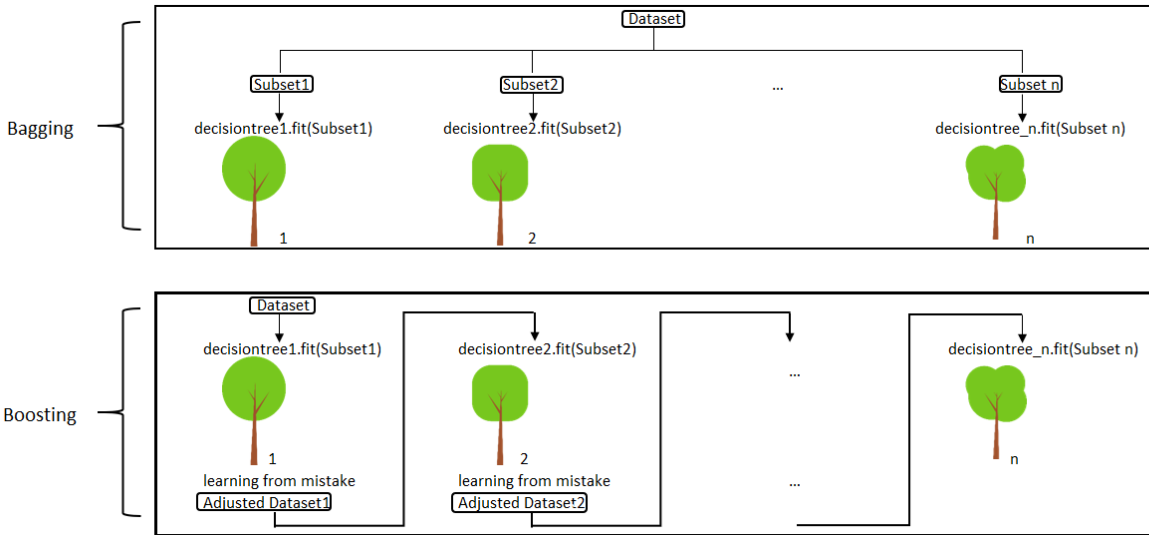 Dataset
Subset1 Subset2 ... Subset n
Bagging
decisiontree1.fit(Subset1) decisiontree2.fit(Subset2) decisiontree_n.fit(Subset n)
1 2 n
Dataset
decisiontree1.fit(Subset1) decisiontree2.fit(Subset2) decisiontree_n.fit(Subset n)
...
Boosting
1 2 n
learning from mistake learning from mistake ...
Adjusted Dataset1 Adjusted Dataset2